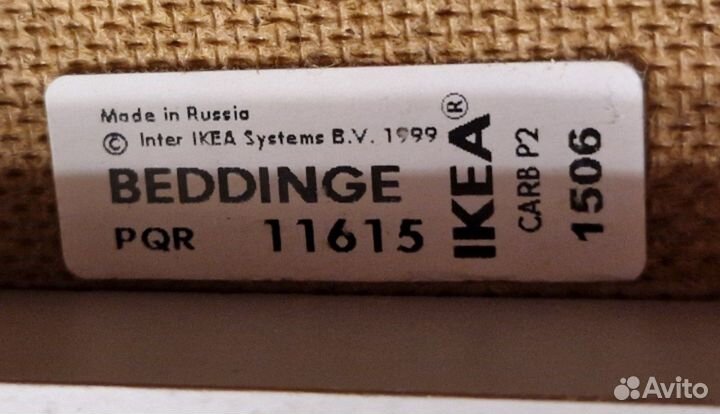 Made in Russia
© Inter IKEA Systems B.V. 1999
BEDDINGE
PQR 11615
IKEA®
CARB P2
1506
Avito